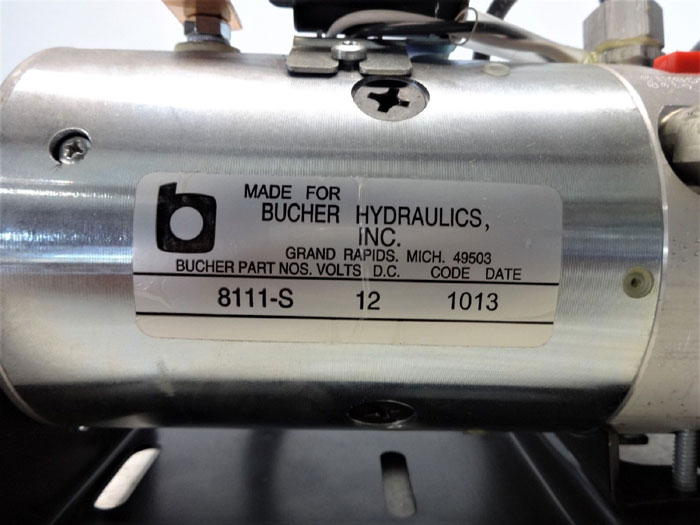 MADE FOR
BUCHER HYDRAULICS,
INC.
GRAND RAPIDS. MICH. 49503
BUCHER PART NOS. VOLTS D.C. CODE DATE
8111-S 12 1013